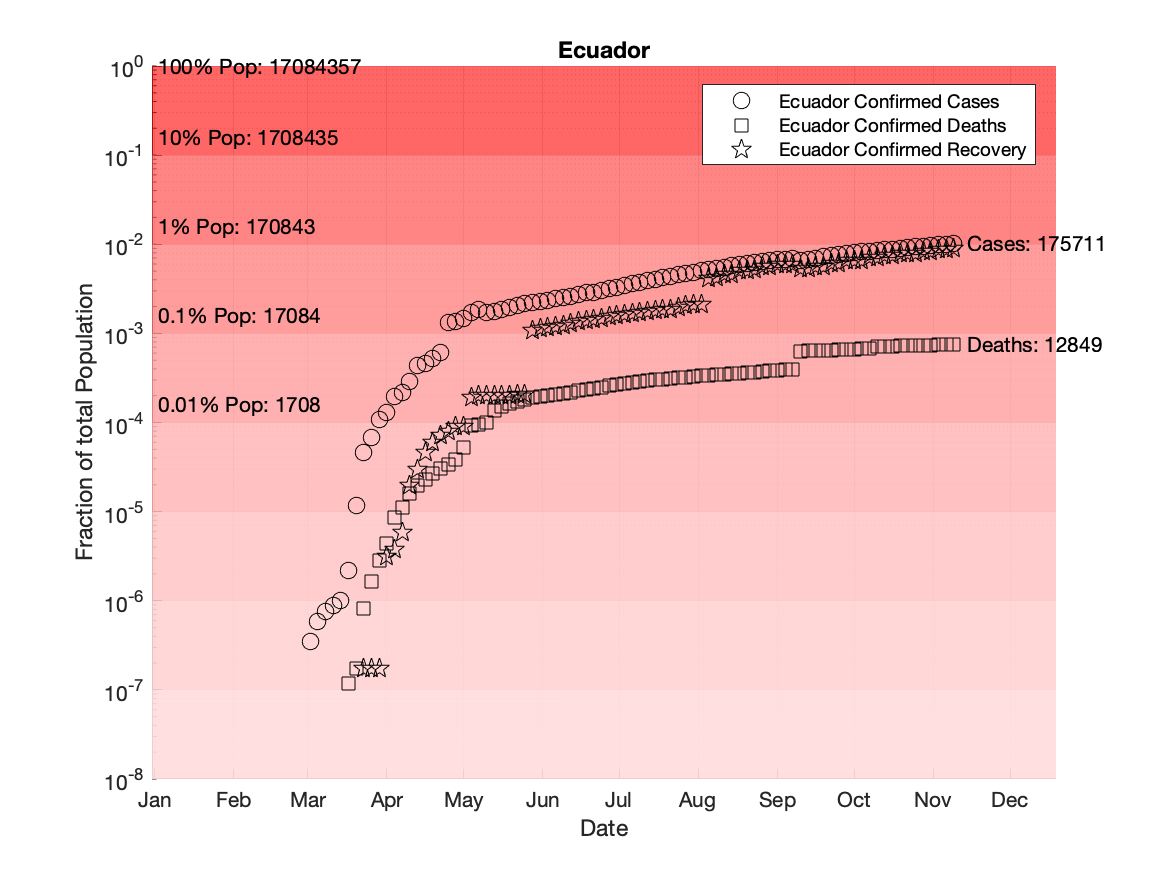 Ecuador
10^0
100% Pop: 17084357
Ecuador Confirmed Cases
Ecuador Confirmed Deaths
Ecuador Confirmed Recovery
10% Pop: 1708435
10^-1
1% Pop: 170843
10^-2
Cases: 175711
0.1% Pop: 17084
10^-3
Deaths: 12849
0.01% Pop: 1708
10^-4
10^-5
10^-6
10^-7
10^-8
Fraction of total Population
Jan Feb Mar Apr May Jun Jul Aug Sep Oct Nov Dec
Date